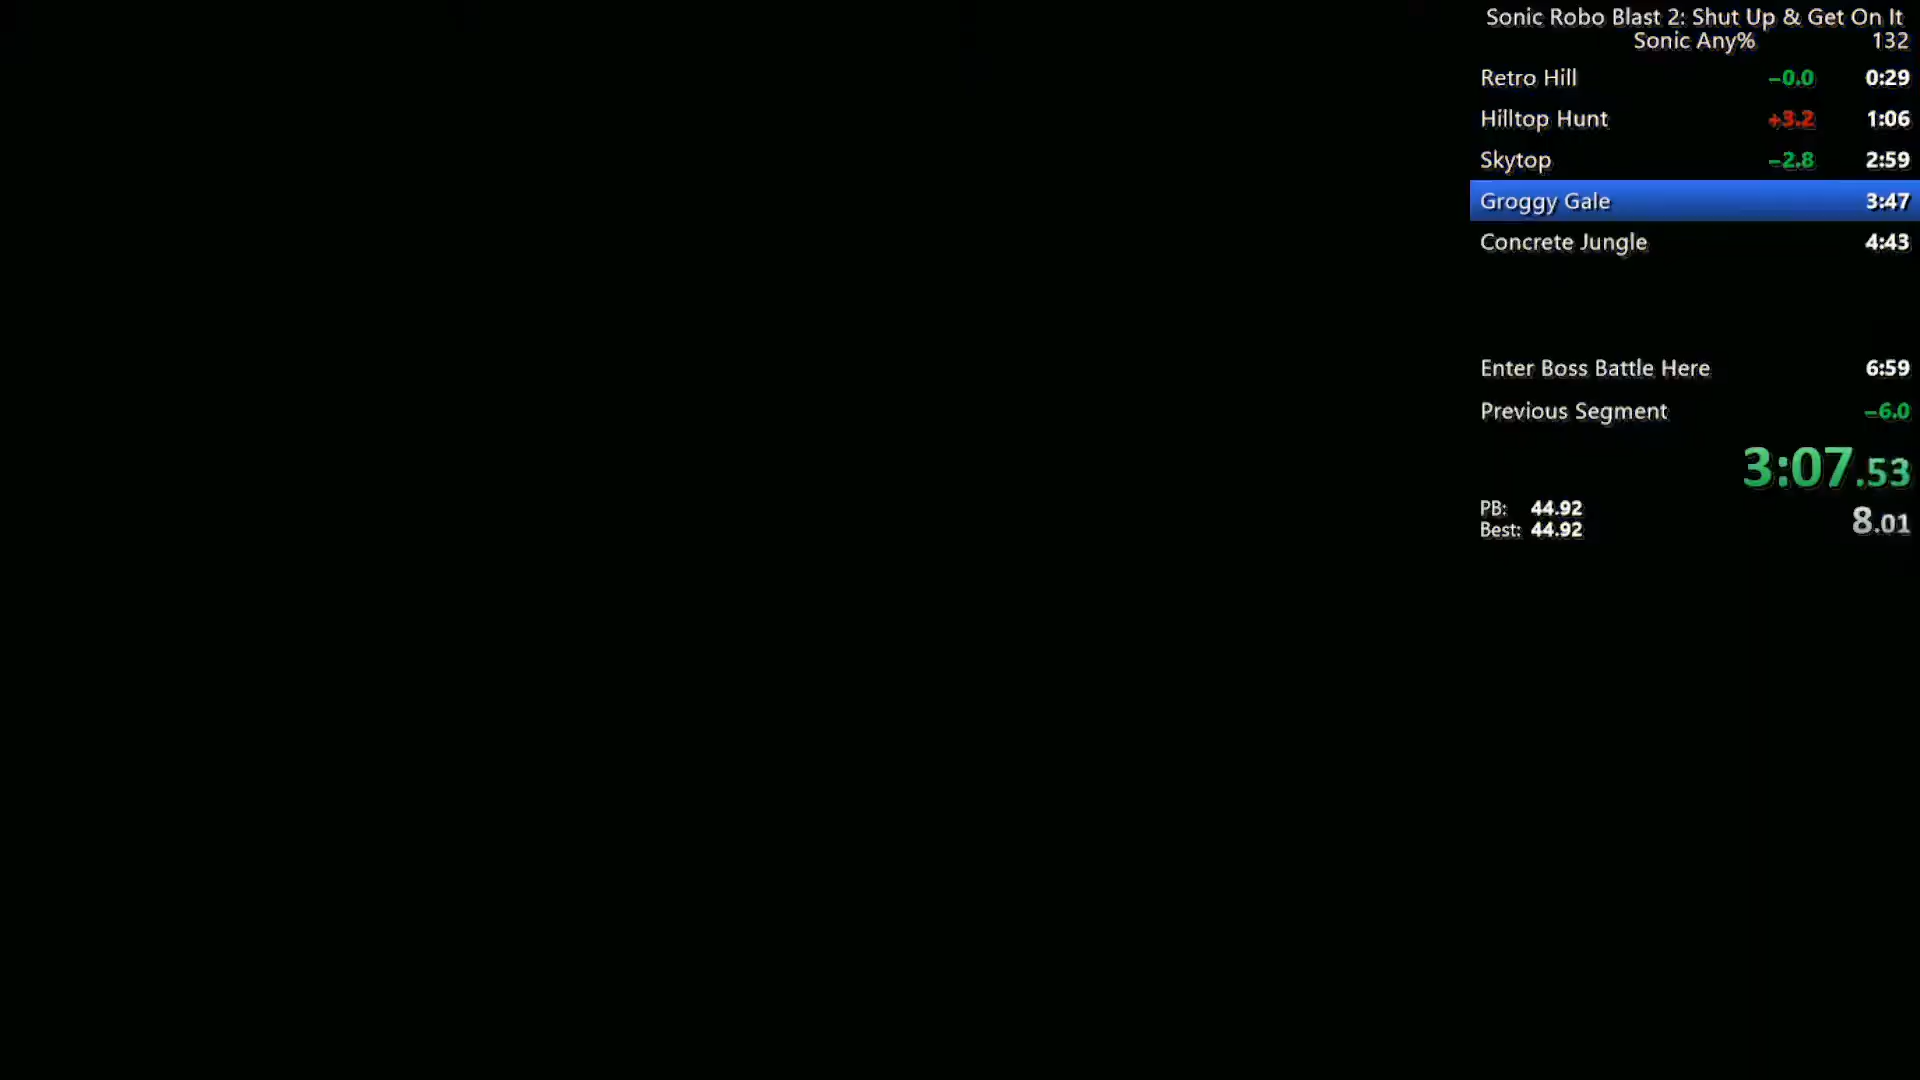 Sonic Robo Blast 2: Shut Up & Get On It
Sonic Any% 132
Retro Hill −0.0 0:29
Hilltop Hunt +3.2 1:06
Skytop −2.8 2:59
Groggy Gale 3:47
Concrete Jungle 4:43
Enter Boss Battle Here 6:59
Previous Segment −6.0
3:07.53
PB: 44.92
Best: 44.92
8.01